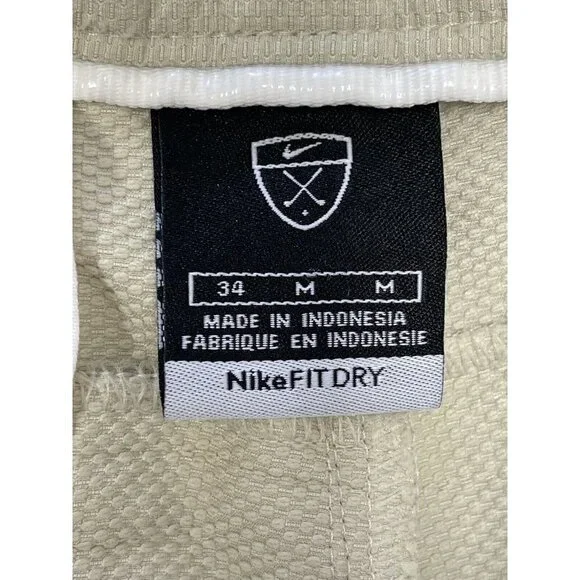 34 M M
MADE IN INDONESIA
FABRIQUE EN INDONESIE
NikeFITDRY